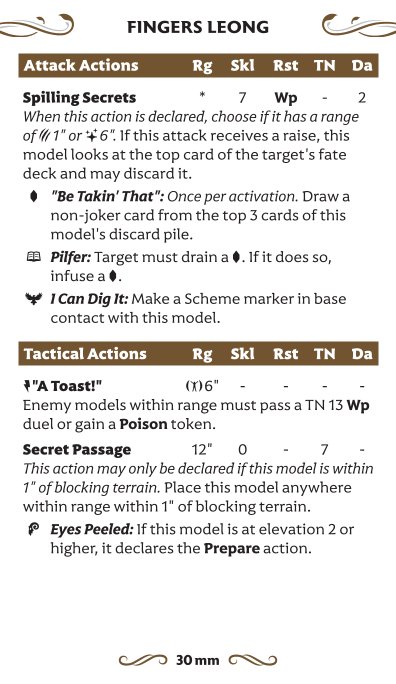 FINGERS LEONG
Attack Actions Rg Skl Rst TN Da
Spilling Secrets * 7 Wp - 2
When this action is declared, choose if it has a range
of 1" or 6". If this attack receives a raise, this
model looks at the top card of the target's fate
deck and may discard it.
"Be Takin' That": Once per activation. Draw a
non-joker card from the top 3 cards of this
model's discard pile.
Pilfer: Target must drain a . If it does so,
infuse a .
I Can Dig It: Make a Scheme marker in base
contact with this model.
Tactical Actions Rg Skl Rst TN Da
"A Toast!" 6" - - - -
Enemy models within range must pass a TN 13 Wp
duel or gain a Poison token.
Secret Passage 12" 0 - 7 -
This action may only be declared if this model is within
1" of blocking terrain. Place this model anywhere
within range within 1" of blocking terrain.
Eyes Peeled: If this model is at elevation 2 or
higher, it declares the Prepare action.
30 mm